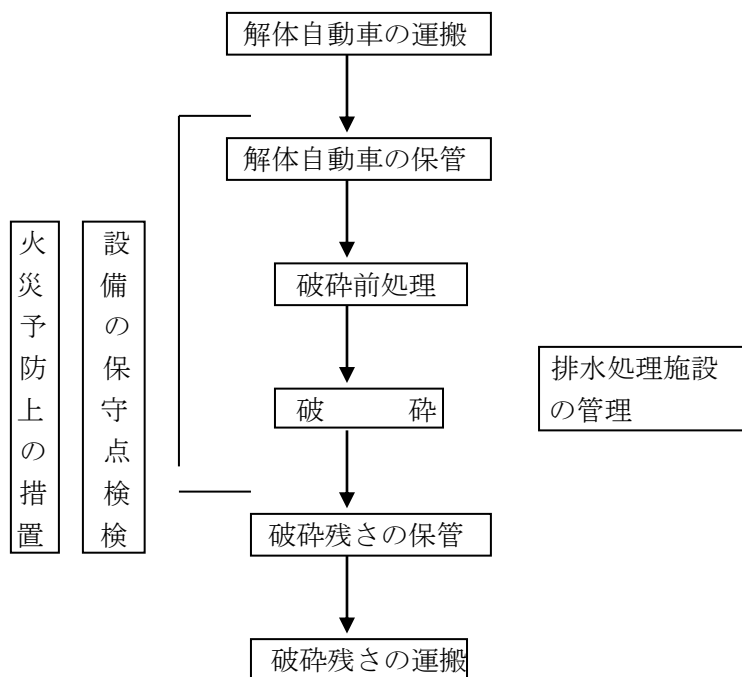 解体自動車の運搬
解体自動車の保管
破砕前処理
破　　砕
破砕残さの保管
破砕残さの運搬
火災予防上の措置
設備の保守点検検
排水処理施設
の管理